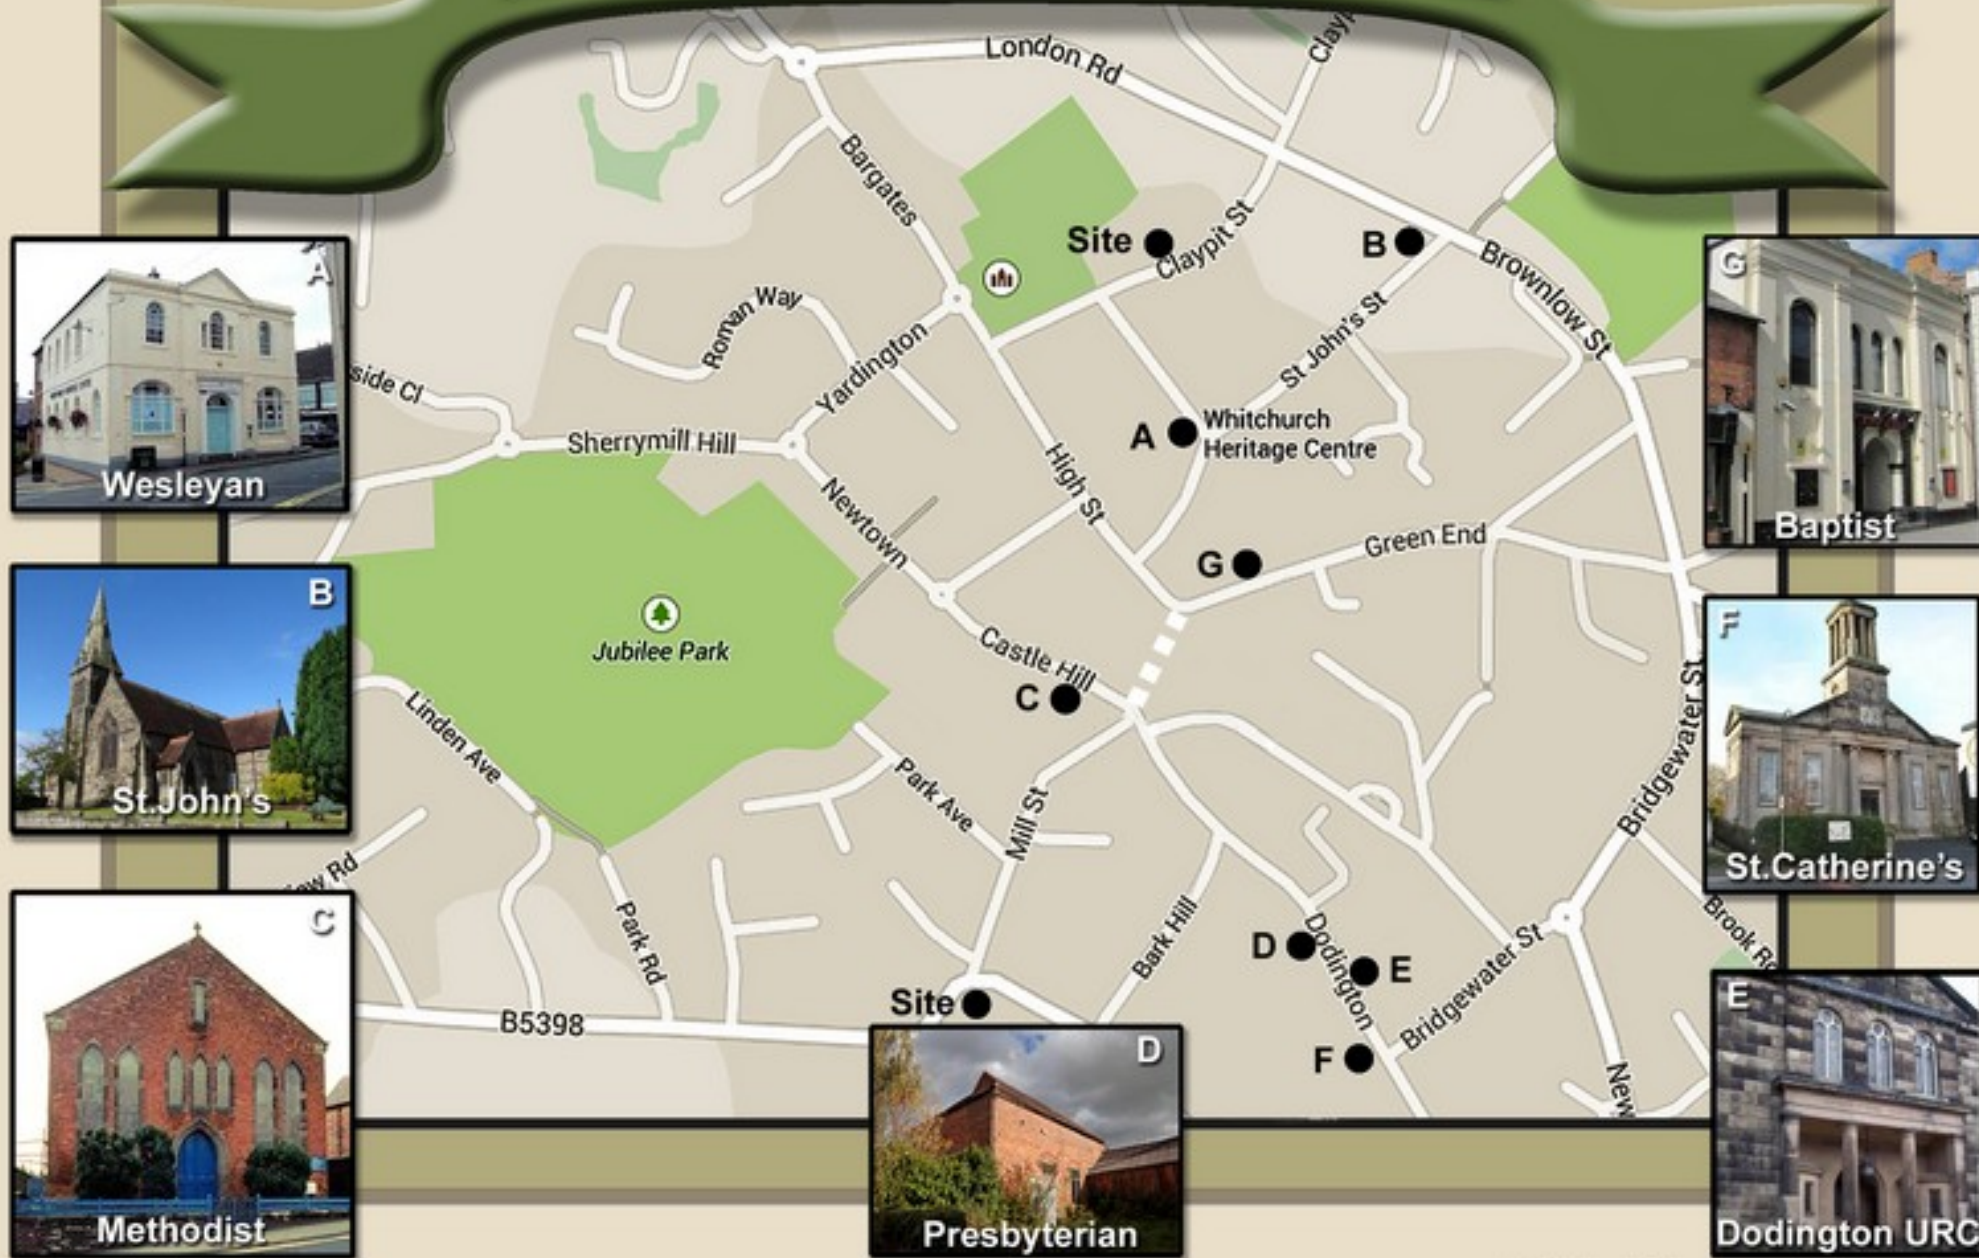 London Rd
Clayp
Bargates
Site
Claypit St
B
Brownlow St
Roman Way
Yardington
St John's St
side Cl
Sherrymill Hill
A
Whitchurch
Heritage Centre
High St
Newtown
Green End
G
Jubilee Park
Castle Hill
C
Linden Ave
Park Ave
Mill St
Bridgewater St
Rd
Park Rd
Bark Hill
Dodington
D
E
Bridgewater St
Brook Rd
Site
B5398
F
New
A
Wesleyan
B
St.John's
C
Methodist
D
Presbyterian
G
Baptist
F
St.Catherine's
E
Dodington URC